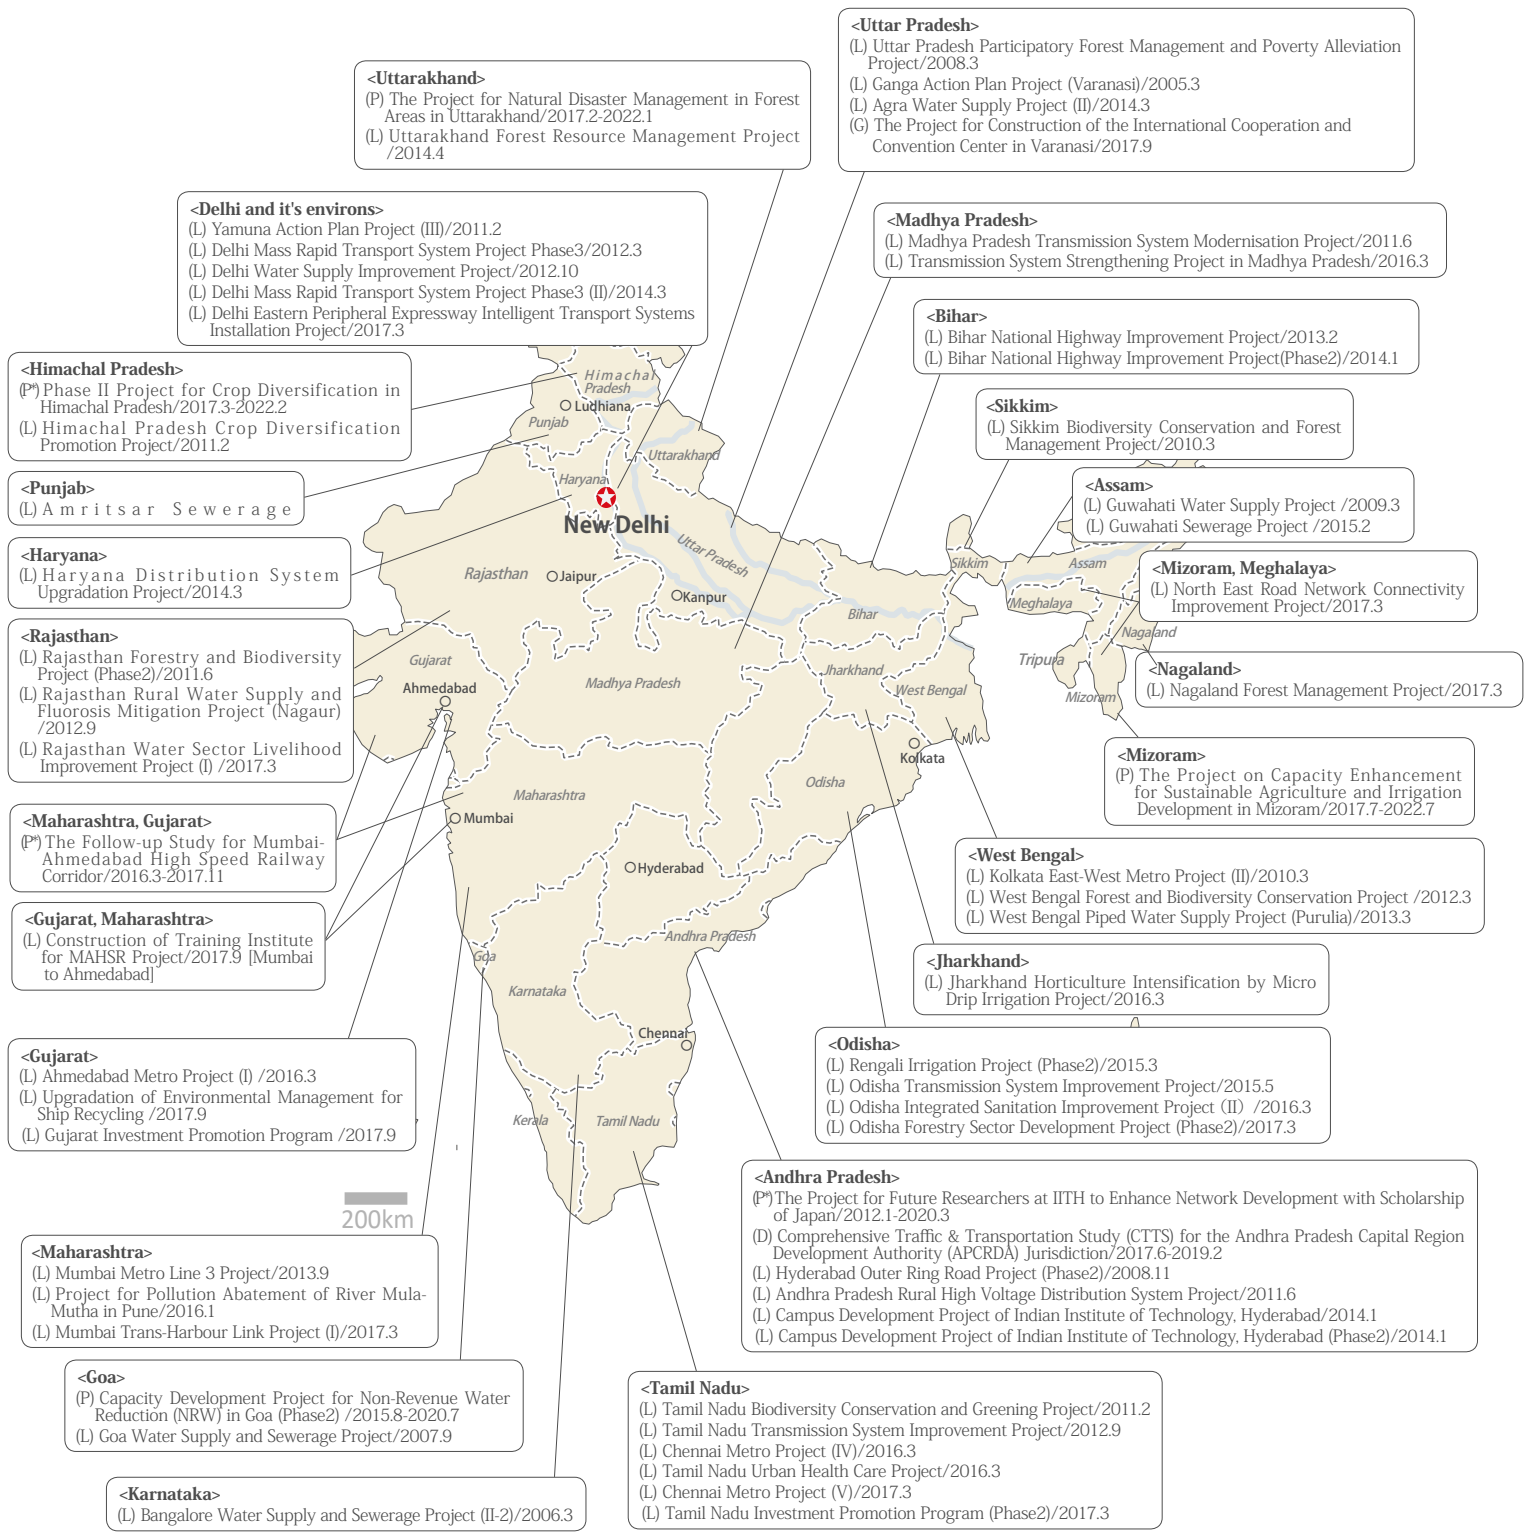 <Uttar Pradesh>
(L) Uttar Pradesh Participatory Forest Management and Poverty Alleviation
Project/2008.3
(L) Ganga Action Plan Project (Varanasi)/2005.3
(L) Agra Water Supply Project (II)/2014.3
(G) The Project for Construction of the International Cooperation and
Convention Center in Varanasi/2017.9
<Uttarakhand>
(P) The Project for Natural Disaster Management in Forest
Areas in Uttarakhand/2017.2-2022.1
(L) Uttarakhand Forest Resource Management Project
/2014.4
<Delhi and it's environs>
(L) Yamuna Action Plan Project (III)/2011.2
(L) Delhi Mass Rapid Transport System Project Phase3/2012.3
(L) Delhi Water Supply Improvement Project/2012.10
(L) Delhi Mass Rapid Transport System Project Phase3 (II)/2014.3
(L) Delhi Eastern Peripheral Expressway Intelligent Transport Systems
Installation Project/2017.3
<Madhya Pradesh>
(L) Madhya Pradesh Transmission System Modernisation Project/2011.6
(L) Transmission System Strengthening Project in Madhya Pradesh/2016.3
<Bihar>
(L) Bihar National Highway Improvement Project/2013.2
(L) Bihar National Highway Improvement Project(Phase2)/2014.1
<Himachal Pradesh>
(P*) Phase II Project for Crop Diversification in
Himachal Pradesh/2017.3-2022.2
(L) Himachal Pradesh Crop Diversification
Promotion Project/2011.2
<Sikkim>
(L) Sikkim Biodiversity Conservation and Forest
Management Project/2010.3
<Punjab>
(L) Amritsar Sewerage
<Assam>
(L) Guwahati Water Supply Project /2009.3
(L) Guwahati Sewerage Project /2015.2
<Haryana>
(L) Haryana Distribution System
Upgradation Project/2014.3
<Mizoram, Meghalaya>
(L) North East Road Network Connectivity
Improvement Project/2017.3
<Rajasthan>
(L) Rajasthan Forestry and Biodiversity
Project (Phase2)/2011.6
(L) Rajasthan Rural Water Supply and
Fluorosis Mitigation Project (Nagaur)
/2012.9
(L) Rajasthan Water Sector Livelihood
Improvement Project (I) /2017.3
<Nagaland>
(L) Nagaland Forest Management Project/2017.3
<Mizoram>
(P) The Project on Capacity Enhancement
for Sustainable Agriculture and Irrigation
Development in Mizoram/2017.7-2022.7
<Maharashtra, Gujarat>
(P*) The Follow-up Study for Mumbai-
Ahmedabad High Speed Railway
Corridor/2016.3-2017.11
<West Bengal>
(L) Kolkata East-West Metro Project (II)/2010.3
(L) West Bengal Forest and Biodiversity Conservation Project /2012.3
(L) West Bengal Piped Water Supply Project (Purulia)/2013.3
<Gujarat, Maharashtra>
(L) Construction of Training Institute
for MAHSR Project/2017.9 [Mumbai
to Ahmedabad]
<Jharkhand>
(L) Jharkhand Horticulture Intensification by Micro
Drip Irrigation Project/2016.3
<Gujarat>
(L) Ahmedabad Metro Project (I) /2016.3
(L) Upgradation of Environmental Management for
Ship Recycling /2017.9
(L) Gujarat Investment Promotion Program /2017.9
<Odisha>
(L) Rengali Irrigation Project (Phase2)/2015.3
(L) Odisha Transmission System Improvement Project/2015.5
(L) Odisha Integrated Sanitation Improvement Project (II) /2016.3
(L) Odisha Forestry Sector Development Project (Phase2)/2017.3
<Andhra Pradesh>
(P*) The Project for Future Researchers at IITH to Enhance Network Development with Scholarship
of Japan/2012.1-2020.3
(D) Comprehensive Traffic & Transportation Study (CTTS) for the Andhra Pradesh Capital Region
Development Authority (APCRDA) Jurisdiction/2017.6-2019.2
(L) Hyderabad Outer Ring Road Project (Phase2)/2008.11
(L) Andhra Pradesh Rural High Voltage Distribution System Project/2011.6
(L) Campus Development Project of Indian Institute of Technology, Hyderabad/2014.1
(L) Campus Development Project of Indian Institute of Technology, Hyderabad (Phase2)/2014.1
<Maharashtra>
(L) Mumbai Metro Line 3 Project/2013.9
(L) Project for Pollution Abatement of River Mula-
Mutha in Pune/2016.1
(L) Mumbai Trans-Harbour Link Project (I)/2017.3
<Goa>
(P) Capacity Development Project for Non-Revenue Water
Reduction (NRW) in Goa (Phase2) /2015.8-2020.7
(L) Goa Water Supply and Sewerage Project/2007.9
<Tamil Nadu>
(L) Tamil Nadu Biodiversity Conservation and Greening Project/2011.2
(L) Tamil Nadu Transmission System Improvement Project/2012.9
(L) Chennai Metro Project (IV)/2016.3
(L) Tamil Nadu Urban Health Care Project/2016.3
(L) Chennai Metro Project (V)/2017.3
(L) Tamil Nadu Investment Promotion Program (Phase2)/2017.3
<Karnataka>
(L) Bangalore Water Supply and Sewerage Project (II-2)/2006.3
Himachal
Pradesh
Ludhiana
Punjab
Uttarakhand
Haryana
New Delhi
Uttar Pradesh
Rajasthan
Jaipur
Kanpur
Sikkim
Assam
Meghalaya
Bihar
Nagaland
Tripura
Gujarat
Ahmedabad
Madhya Pradesh
Jharkhand
West Bengal
Mizoram
Kolkata
Odisha
Maharashtra
Mumbai
Hyderabad
Andhra Pradesh
Goa
Karnataka
Chennai
Kerala
Tamil Nadu
200km